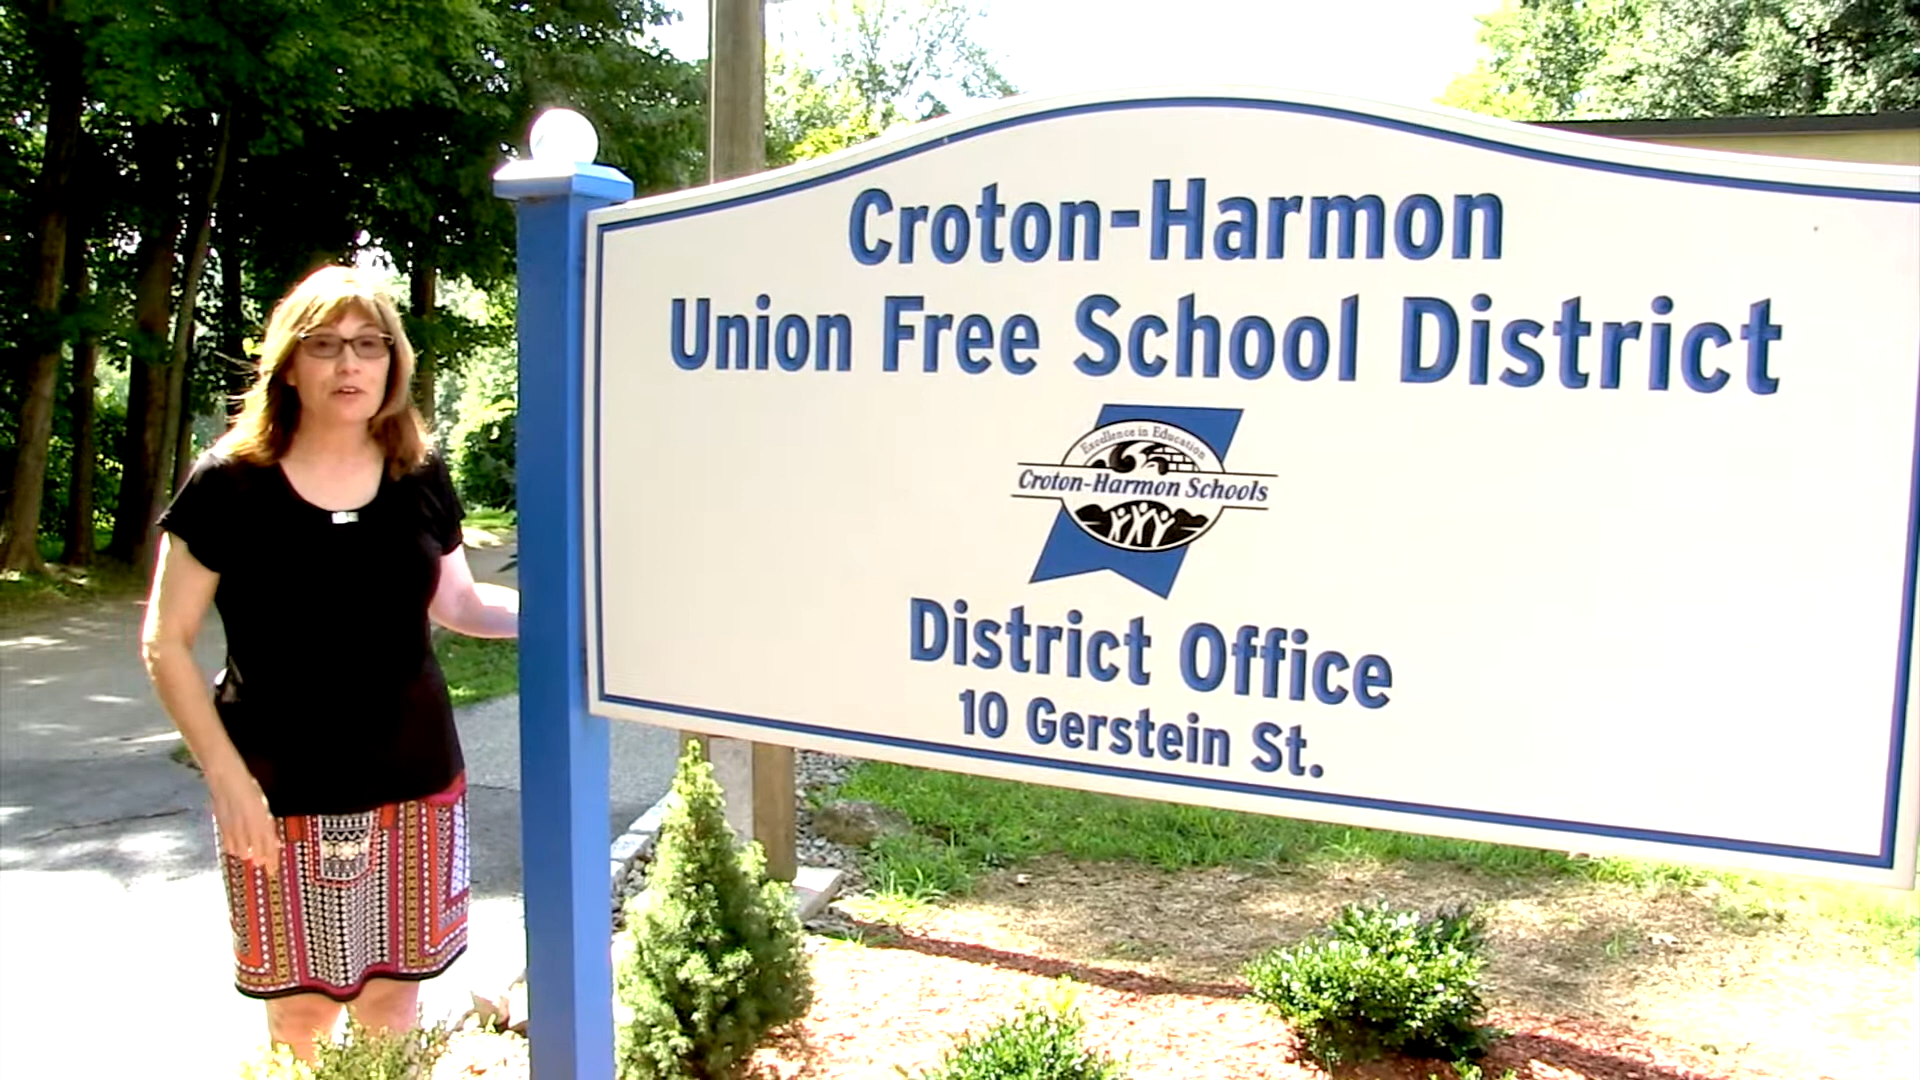 Croton-Harmon
Union Free School District
Excellence in Education
Croton-Harmon Schools
District Office
10 Gerstein St.